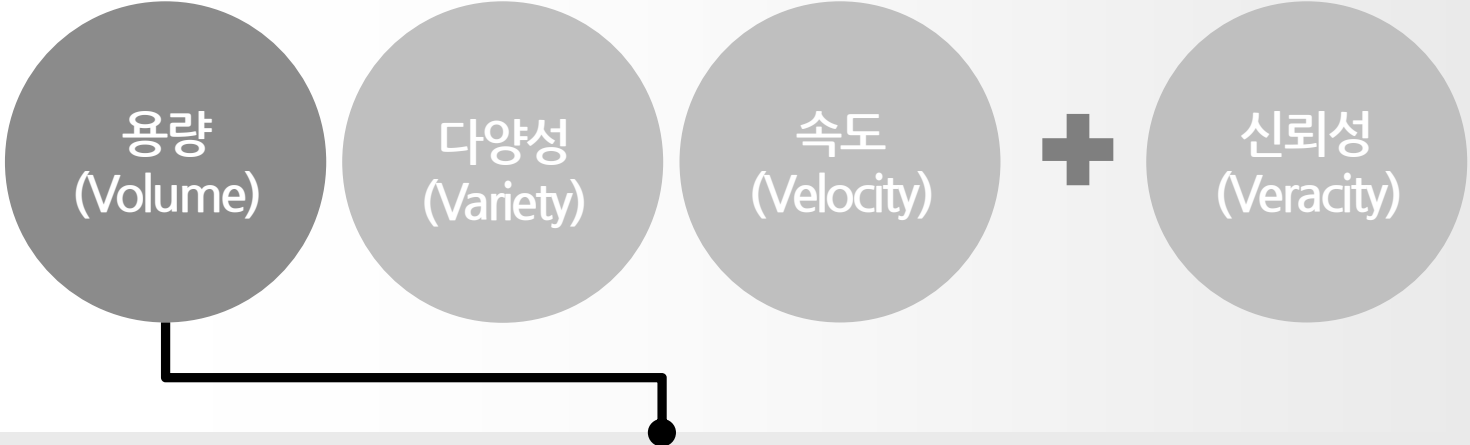 용량
(Volume)
다양성
(Variety)
속도
(Velocity)
신뢰성
(Veracity)